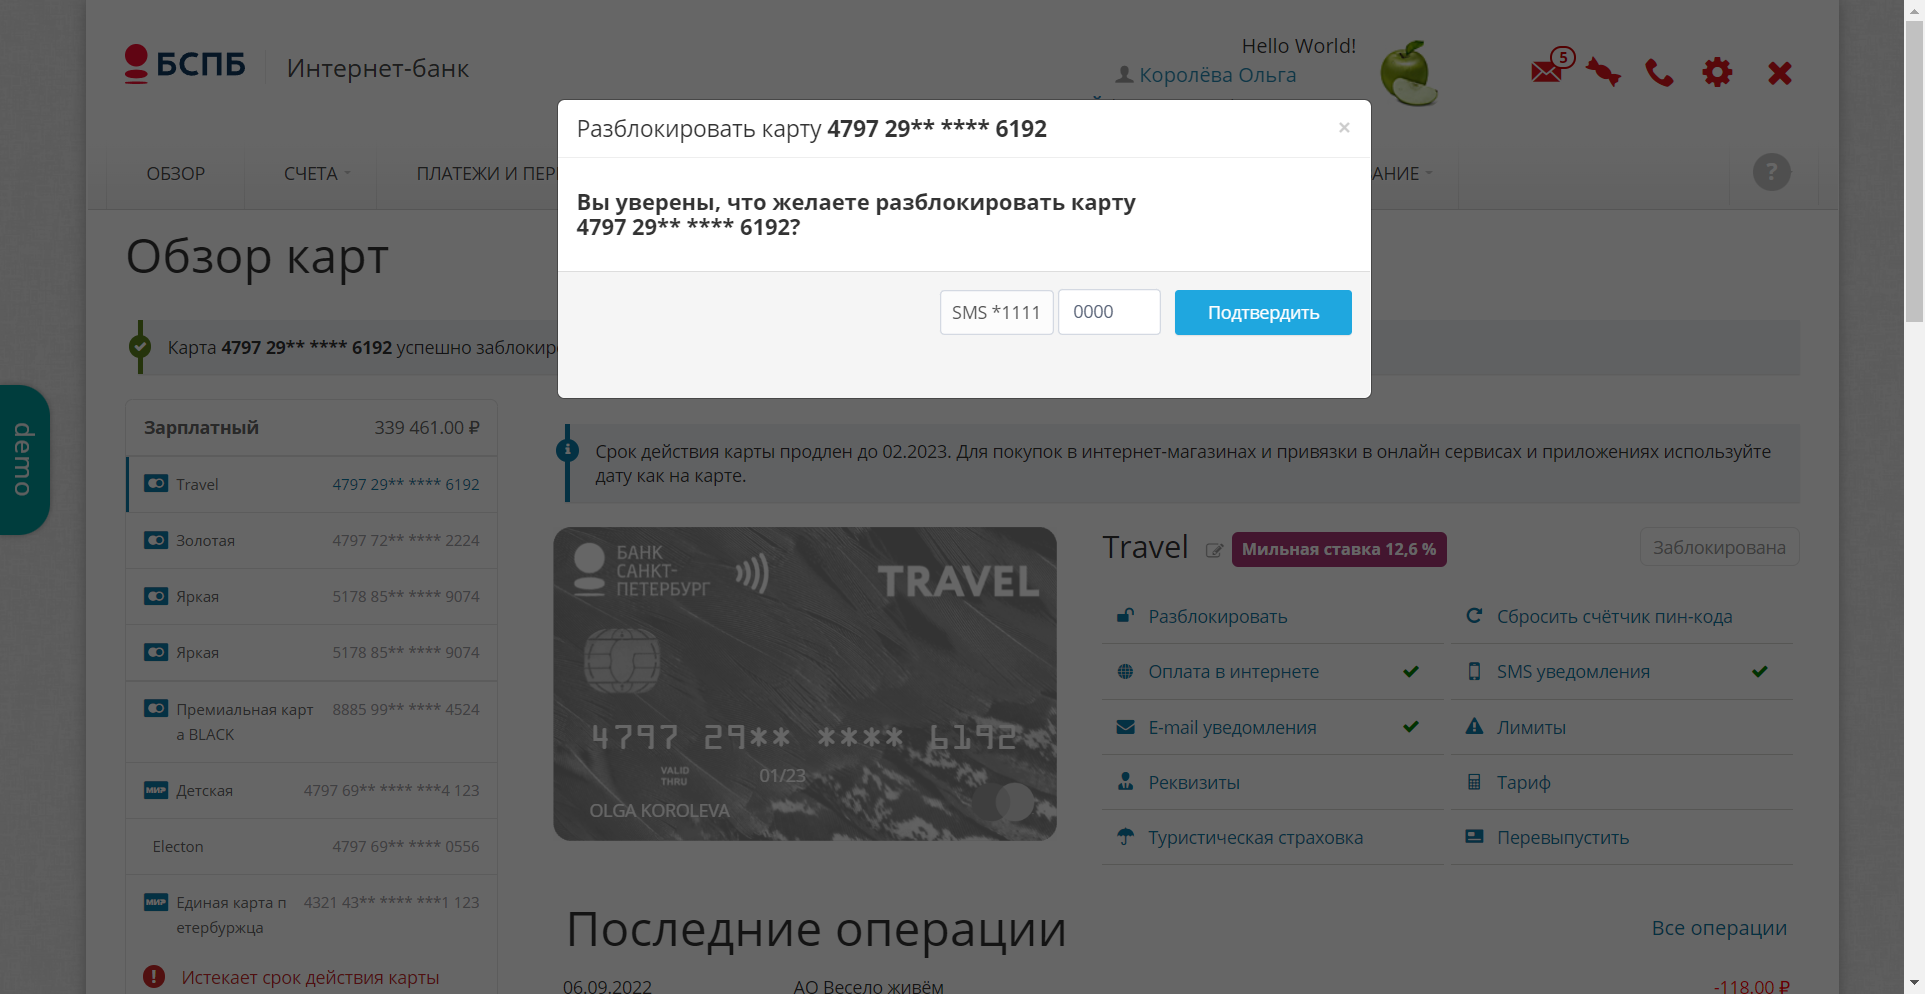 БСПБ
Интернет-банк
Hello World!
Королёва Ольга
5
ОБЗОР
СЧЕТА
ПЛАТЕЖИ И ПЕР
АНИЕ
?
Разблокировать карту 4797 29** **** 6192
×
Вы уверены, что желаете разблокировать карту
4797 29** **** 6192?
SMS *1111
0000
Подтвердить
Обзор карт
Карта 4797 29** **** 6192 успешно заблокир
demo
Зарплатный 339 461.00 ₽
Travel 4797 29** **** 6192
Золотая 4797 72** **** 2224
Яркая 5178 85** **** 9074
Яркая 5178 85** **** 9074
Премиальная карт 8885 99** **** 4524
а BLACK
МИР Детская 4797 69** **** ***4 123
Electon 4797 69** **** 0556
МИР Единая карта п 4321 43** **** ***1 123
етербуржца
Истекает срок действия карты
Срок действия карты продлен до 02.2023. Для покупок в интернет-магазинах и привязки в онлайн сервисах и приложениях используйте
дату как на карте.
БАНК
САНКТ-
ПЕТЕРБУРГ
TRAVEL
4797 29** **** 6192
VALID
THRU
01/23
OLGA KOROLEVA
Travel
Мильная ставка 12,6 %
Заблокирована
Разблокировать
Сбросить счётчик пин-кода
Оплата в интернете
SMS уведомления
E-mail уведомления
Лимиты
Реквизиты
Тариф
Туристическая страховка
Перевыпустить
Последние операции
Все операции
06.09.2022 АО Весело живём -118.00 ₽